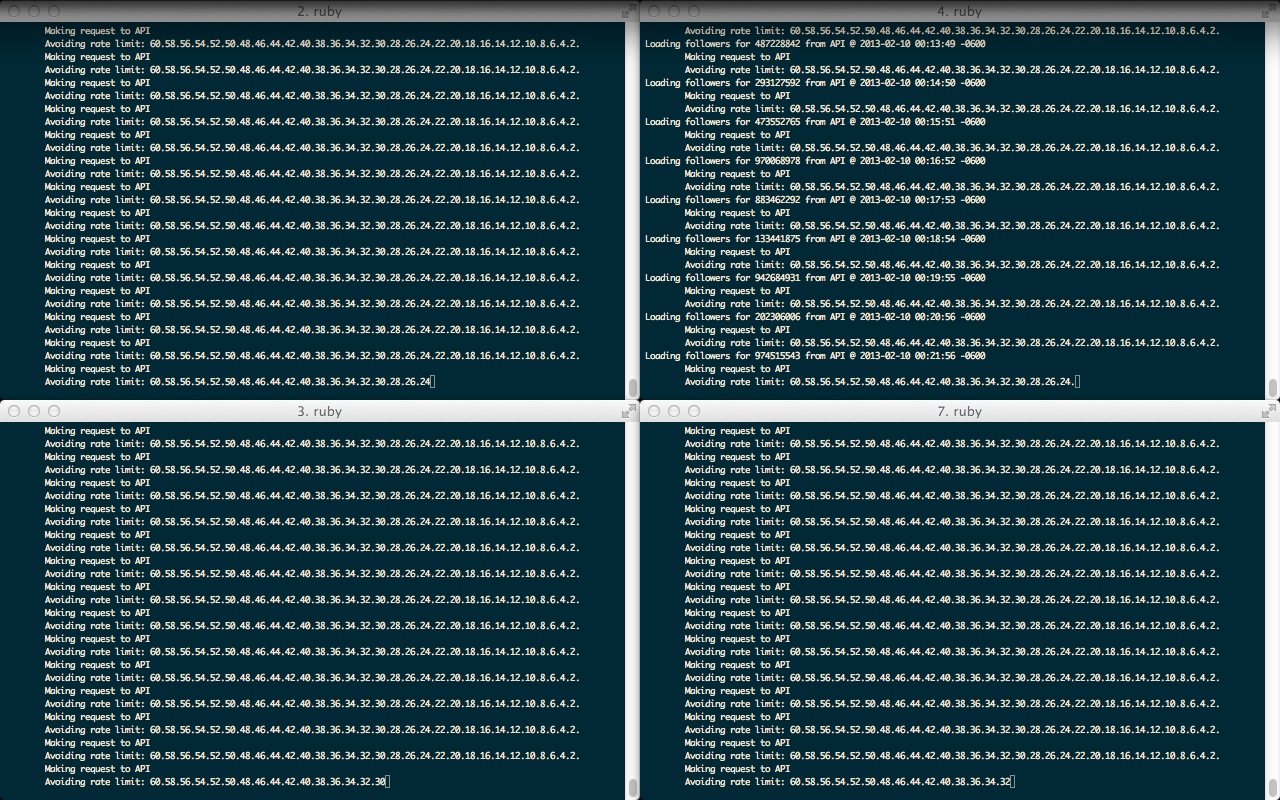 2. ruby
Making request to API
Avoiding rate limit: 60.58.56.54.52.50.48.46.44.42.40.38.36.34.32.30.28.26.24.22.20.18.16.14.12.10.8.6.4.2.
Making request to API
Avoiding rate limit: 60.58.56.54.52.50.48.46.44.42.40.38.36.34.32.30.28.26.24.22.20.18.16.14.12.10.8.6.4.2.
Making request to API
Avoiding rate limit: 60.58.56.54.52.50.48.46.44.42.40.38.36.34.32.30.28.26.24.22.20.18.16.14.12.10.8.6.4.2.
Making request to API
Avoiding rate limit: 60.58.56.54.52.50.48.46.44.42.40.38.36.34.32.30.28.26.24.22.20.18.16.14.12.10.8.6.4.2.
Making request to API
Avoiding rate limit: 60.58.56.54.52.50.48.46.44.42.40.38.36.34.32.30.28.26.24.22.20.18.16.14.12.10.8.6.4.2.
Making request to API
Avoiding rate limit: 60.58.56.54.52.50.48.46.44.42.40.38.36.34.32.30.28.26.24.22.20.18.16.14.12.10.8.6.4.2.
Making request to API
Avoiding rate limit: 60.58.56.54.52.50.48.46.44.42.40.38.36.34.32.30.28.26.24.22.20.18.16.14.12.10.8.6.4.2.
Making request to API
Avoiding rate limit: 60.58.56.54.52.50.48.46.44.42.40.38.36.34.32.30.28.26.24.22.20.18.16.14.12.10.8.6.4.2.
Making request to API
Avoiding rate limit: 60.58.56.54.52.50.48.46.44.42.40.38.36.34.32.30.28.26.24.22.20.18.16.14.12.10.8.6.4.2.
Making request to API
Avoiding rate limit: 60.58.56.54.52.50.48.46.44.42.40.38.36.34.32.30.28.26.24.22.20.18.16.14.12.10.8.6.4.2.
Making request to API
Avoiding rate limit: 60.58.56.54.52.50.48.46.44.42.40.38.36.34.32.30.28.26.24.22.20.18.16.14.12.10.8.6.4.2.
Making request to API
Avoiding rate limit: 60.58.56.54.52.50.48.46.44.42.40.38.36.34.32.30.28.26.24.22.20.18.16.14.12.10.8.6.4.2.
Making request to API
Avoiding rate limit: 60.58.56.54.52.50.48.46.44.42.40.38.36.34.32.30.28.26.24.22.20.18.16.14.12.10.8.6.4.2.
Making request to API
Avoiding rate limit: 60.58.56.54.52.50.48.46.44.42.40.38.36.34.32.30.28.26.24
4. ruby
Avoiding rate limit: 60.58.56.54.52.50.48.46.44.42.40.38.36.34.32.30.28.26.24.22.20.18.16.14.12.10.8.6.4.2.
Loading followers for 487228842 from API @ 2013-02-10 00:13:49 -0600
Making request to API
Avoiding rate limit: 60.58.56.54.52.50.48.46.44.42.40.38.36.34.32.30.28.26.24.22.20.18.16.14.12.10.8.6.4.2.
Loading followers for 293127592 from API @ 2013-02-10 00:14:50 -0600
Making request to API
Avoiding rate limit: 60.58.56.54.52.50.48.46.44.42.40.38.36.34.32.30.28.26.24.22.20.18.16.14.12.10.8.6.4.2.
Loading followers for 473552765 from API @ 2013-02-10 00:15:51 -0600
Making request to API
Avoiding rate limit: 60.58.56.54.52.50.48.46.44.42.40.38.36.34.32.30.28.26.24.22.20.18.16.14.12.10.8.6.4.2.
Loading followers for 970068978 from API @ 2013-02-10 00:16:52 -0600
Making request to API
Avoiding rate limit: 60.58.56.54.52.50.48.46.44.42.40.38.36.34.32.30.28.26.24.22.20.18.16.14.12.10.8.6.4.2.
Loading followers for 883462292 from API @ 2013-02-10 00:17:53 -0600
Making request to API
Avoiding rate limit: 60.58.56.54.52.50.48.46.44.42.40.38.36.34.32.30.28.26.24.22.20.18.16.14.12.10.8.6.4.2.
Loading followers for 133441875 from API @ 2013-02-10 00:18:54 -0600
Making request to API
Avoiding rate limit: 60.58.56.54.52.50.48.46.44.42.40.38.36.34.32.30.28.26.24.22.20.18.16.14.12.10.8.6.4.2.
Loading followers for 942684931 from API @ 2013-02-10 00:19:55 -0600
Making request to API
Avoiding rate limit: 60.58.56.54.52.50.48.46.44.42.40.38.36.34.32.30.28.26.24.22.20.18.16.14.12.10.8.6.4.2.
Loading followers for 202306006 from API @ 2013-02-10 00:20:56 -0600
Making request to API
Avoiding rate limit: 60.58.56.54.52.50.48.46.44.42.40.38.36.34.32.30.28.26.24.22.20.18.16.14.12.10.8.6.4.2.
Loading followers for 974515543 from API @ 2013-02-10 00:21:56 -0600
Making request to API
Avoiding rate limit: 60.58.56.54.52.50.48.46.44.42.40.38.36.34.32.30.28.26.24.
3. ruby
Making request to API
Avoiding rate limit: 60.58.56.54.52.50.48.46.44.42.40.38.36.34.32.30.28.26.24.22.20.18.16.14.12.10.8.6.4.2.
Making request to API
Avoiding rate limit: 60.58.56.54.52.50.48.46.44.42.40.38.36.34.32.30.28.26.24.22.20.18.16.14.12.10.8.6.4.2.
Making request to API
Avoiding rate limit: 60.58.56.54.52.50.48.46.44.42.40.38.36.34.32.30.28.26.24.22.20.18.16.14.12.10.8.6.4.2.
Making request to API
Avoiding rate limit: 60.58.56.54.52.50.48.46.44.42.40.38.36.34.32.30.28.26.24.22.20.18.16.14.12.10.8.6.4.2.
Making request to API
Avoiding rate limit: 60.58.56.54.52.50.48.46.44.42.40.38.36.34.32.30.28.26.24.22.20.18.16.14.12.10.8.6.4.2.
Making request to API
Avoiding rate limit: 60.58.56.54.52.50.48.46.44.42.40.38.36.34.32.30.28.26.24.22.20.18.16.14.12.10.8.6.4.2.
Making request to API
Avoiding rate limit: 60.58.56.54.52.50.48.46.44.42.40.38.36.34.32.30.28.26.24.22.20.18.16.14.12.10.8.6.4.2.
Making request to API
Avoiding rate limit: 60.58.56.54.52.50.48.46.44.42.40.38.36.34.32.30.28.26.24.22.20.18.16.14.12.10.8.6.4.2.
Making request to API
Avoiding rate limit: 60.58.56.54.52.50.48.46.44.42.40.38.36.34.32.30.28.26.24.22.20.18.16.14.12.10.8.6.4.2.
Making request to API
Avoiding rate limit: 60.58.56.54.52.50.48.46.44.42.40.38.36.34.32.30.28.26.24.22.20.18.16.14.12.10.8.6.4.2.
Making request to API
Avoiding rate limit: 60.58.56.54.52.50.48.46.44.42.40.38.36.34.32.30.28.26.24.22.20.18.16.14.12.10.8.6.4.2.
Making request to API
Avoiding rate limit: 60.58.56.54.52.50.48.46.44.42.40.38.36.34.32.30.28.26.24.22.20.18.16.14.12.10.8.6.4.2.
Making request to API
Avoiding rate limit: 60.58.56.54.52.50.48.46.44.42.40.38.36.34.32.30.28.26.24.22.20.18.16.14.12.10.8.6.4.2.
Making request to API
Avoiding rate limit: 60.58.56.54.52.50.48.46.44.42.40.38.36.34.32.30
7. ruby
Making request to API
Avoiding rate limit: 60.58.56.54.52.50.48.46.44.42.40.38.36.34.32.30.28.26.24.22.20.18.16.14.12.10.8.6.4.2.
Making request to API
Avoiding rate limit: 60.58.56.54.52.50.48.46.44.42.40.38.36.34.32.30.28.26.24.22.20.18.16.14.12.10.8.6.4.2.
Making request to API
Avoiding rate limit: 60.58.56.54.52.50.48.46.44.42.40.38.36.34.32.30.28.26.24.22.20.18.16.14.12.10.8.6.4.2.
Making request to API
Avoiding rate limit: 60.58.56.54.52.50.48.46.44.42.40.38.36.34.32.30.28.26.24.22.20.18.16.14.12.10.8.6.4.2.
Making request to API
Avoiding rate limit: 60.58.56.54.52.50.48.46.44.42.40.38.36.34.32.30.28.26.24.22.20.18.16.14.12.10.8.6.4.2.
Making request to API
Avoiding rate limit: 60.58.56.54.52.50.48.46.44.42.40.38.36.34.32.30.28.26.24.22.20.18.16.14.12.10.8.6.4.2.
Making request to API
Avoiding rate limit: 60.58.56.54.52.50.48.46.44.42.40.38.36.34.32.30.28.26.24.22.20.18.16.14.12.10.8.6.4.2.
Making request to API
Avoiding rate limit: 60.58.56.54.52.50.48.46.44.42.40.38.36.34.32.30.28.26.24.22.20.18.16.14.12.10.8.6.4.2.
Making request to API
Avoiding rate limit: 60.58.56.54.52.50.48.46.44.42.40.38.36.34.32.30.28.26.24.22.20.18.16.14.12.10.8.6.4.2.
Making request to API
Avoiding rate limit: 60.58.56.54.52.50.48.46.44.42.40.38.36.34.32.30.28.26.24.22.20.18.16.14.12.10.8.6.4.2.
Making request to API
Avoiding rate limit: 60.58.56.54.52.50.48.46.44.42.40.38.36.34.32.30.28.26.24.22.20.18.16.14.12.10.8.6.4.2.
Making request to API
Avoiding rate limit: 60.58.56.54.52.50.48.46.44.42.40.38.36.34.32.30.28.26.24.22.20.18.16.14.12.10.8.6.4.2.
Making request to API
Avoiding rate limit: 60.58.56.54.52.50.48.46.44.42.40.38.36.34.32.30.28.26.24.22.20.18.16.14.12.10.8.6.4.2.
Making request to API
Avoiding rate limit: 60.58.56.54.52.50.48.46.44.42.40.38.36.34.32